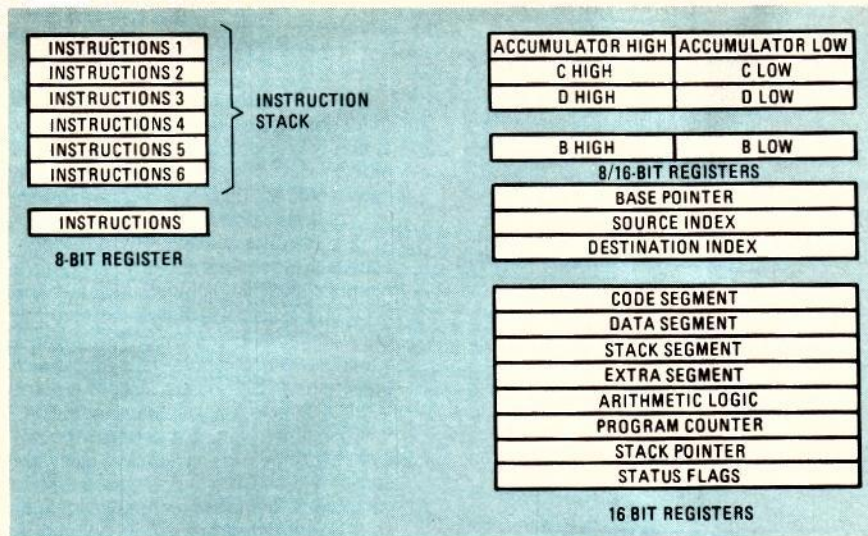 INSTRUCTIONS 1
INSTRUCTIONS 2
INSTRUCTIONS 3
INSTRUCTIONS 4
INSTRUCTIONS 5
INSTRUCTIONS 6
INSTRUCTION
STACK
INSTRUCTIONS
8-BIT REGISTER
ACCUMULATOR HIGH ACCUMULATOR LOW
C HIGH C LOW
D HIGH D LOW
B HIGH B LOW
8/16-BIT REGISTERS
BASE POINTER
SOURCE INDEX
DESTINATION INDEX
CODE SEGMENT
DATA SEGMENT
STACK SEGMENT
EXTRA SEGMENT
ARITHMETIC LOGIC
PROGRAM COUNTER
STACK POINTER
STATUS FLAGS
16 BIT REGISTERS